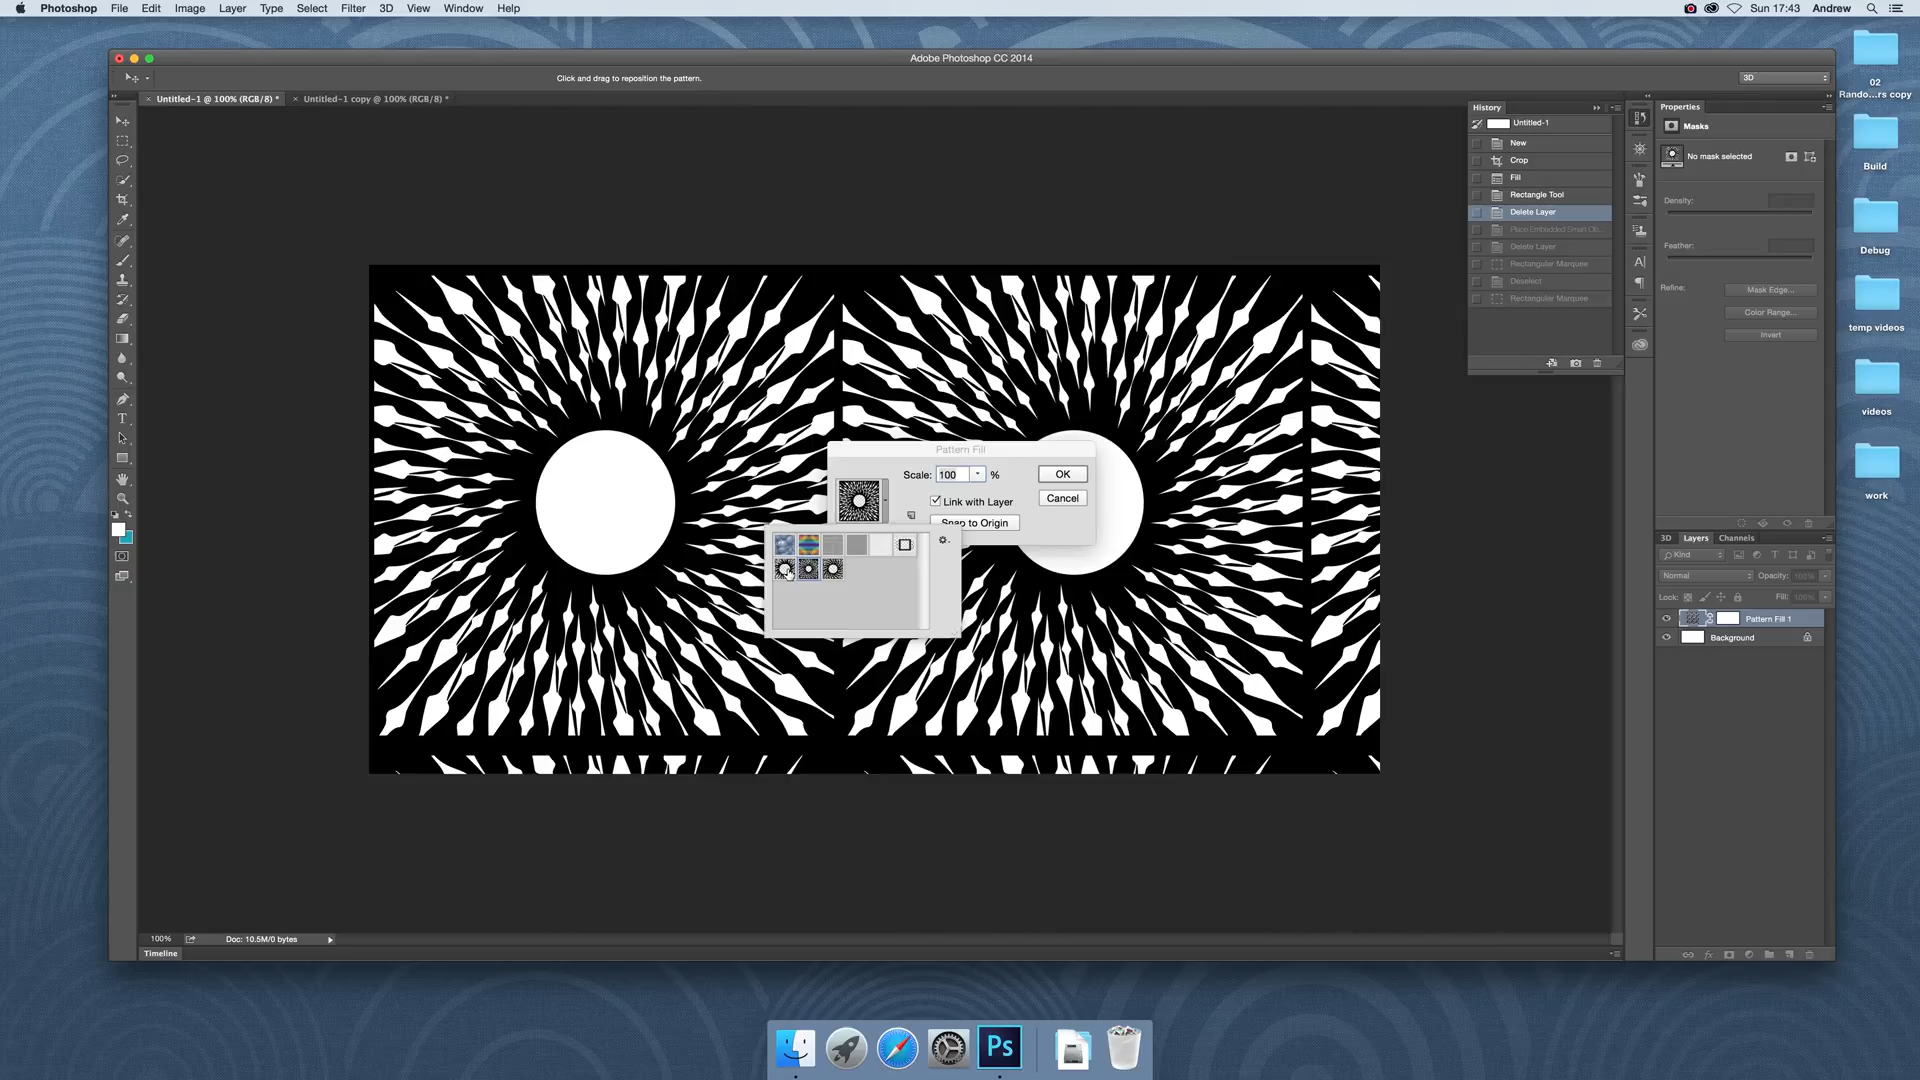 Photoshop File Edit Image Layer Type Select Filter 3D View Window Help
Sun 17:43 Andrew
Adobe Photoshop CC 2014
Click and drag to reposition the pattern.
3D
Untitled-1 @ 100% (RGB/8) *
Untitled-1 copy @ 100% (RGB/8) *
History
Untitled-1
New
Crop
Fill
Rectangle Tool
Delete Layer
Place Embedded Smart Ob...
Delete Layer
Rectangular Marquee
Deselect
Rectangular Marquee
Properties
Masks
No mask selected
Density:
Feather:
Refine:
Mask Edge...
Color Range...
Invert
Pattern Fill
Scale: 100 %
OK
Link with Layer
Cancel
Snap to Origin
3D Layers Channels
Kind
Normal Opacity: 100%
Lock: Fill: 100%
Pattern Fill 1
Background
100%
Doc: 10.5M/0 bytes
Timeline
02
Rando...rs copy
Build
Debug
temp videos
videos
work
Ps